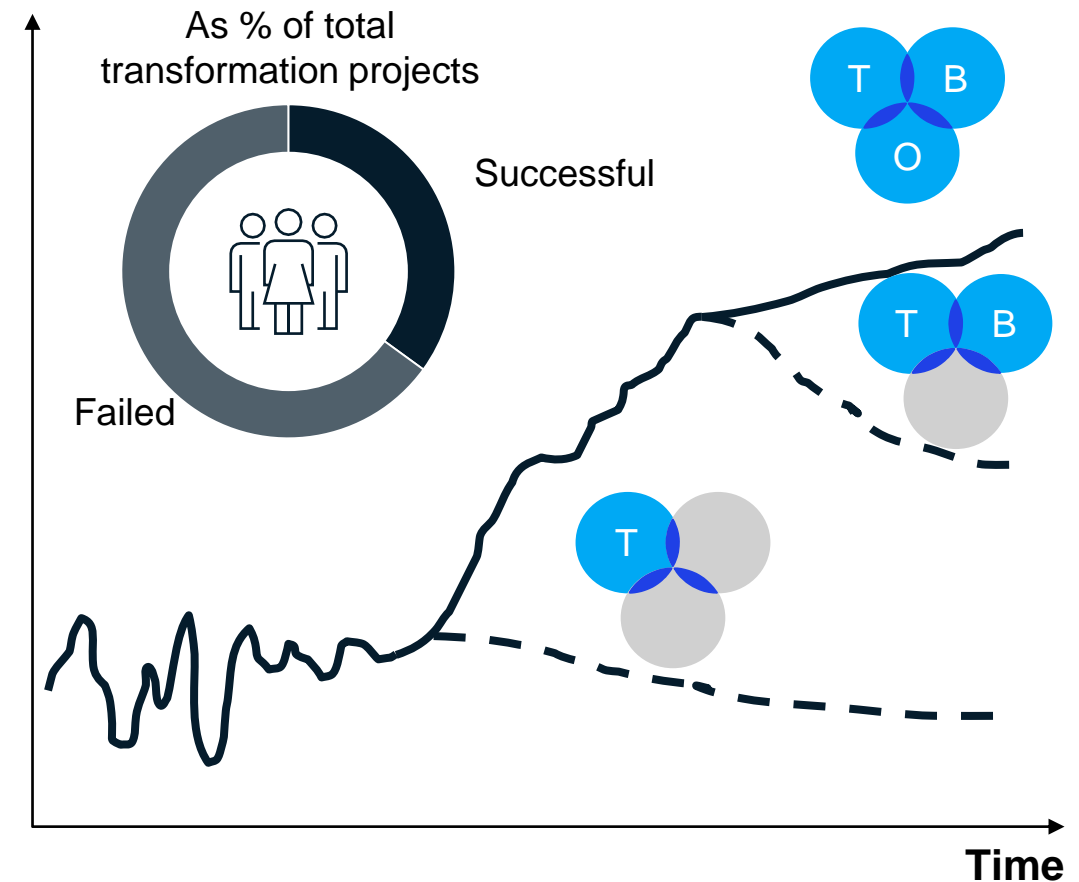 As % of total
transformation projects
T B
O
Successful
T B
Failed
T
Time